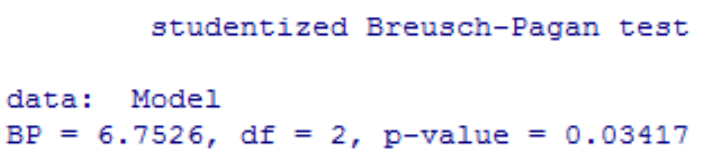 studentized Breusch-Pagan test
data: Model
BP = 6.7526, df = 2, p-value = 0.03417